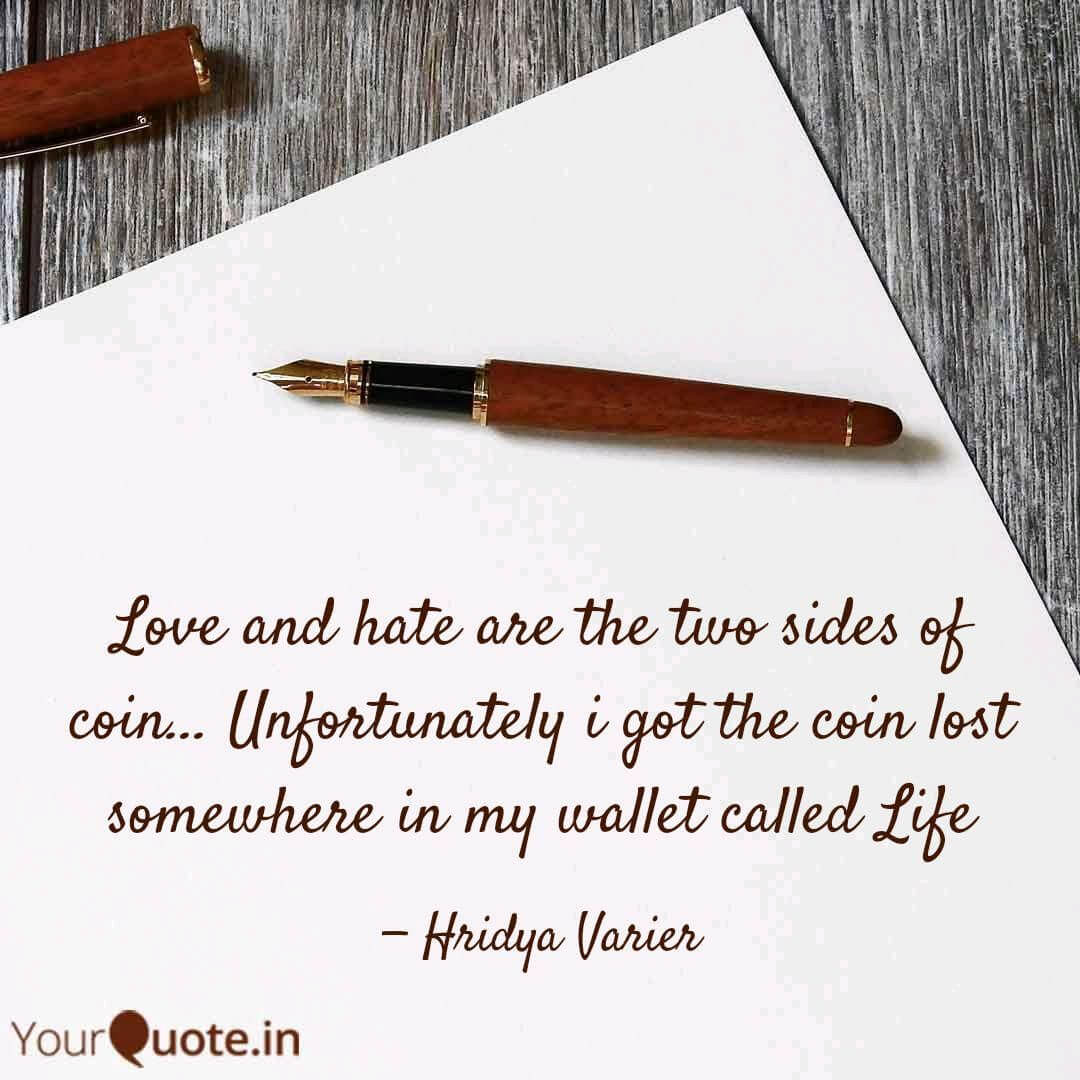 Love and hate are the two sides of
coin... Unfortunately i got the coin lost
somewhere in my wallet called Life
– Hridya Varier
YourQuote.in